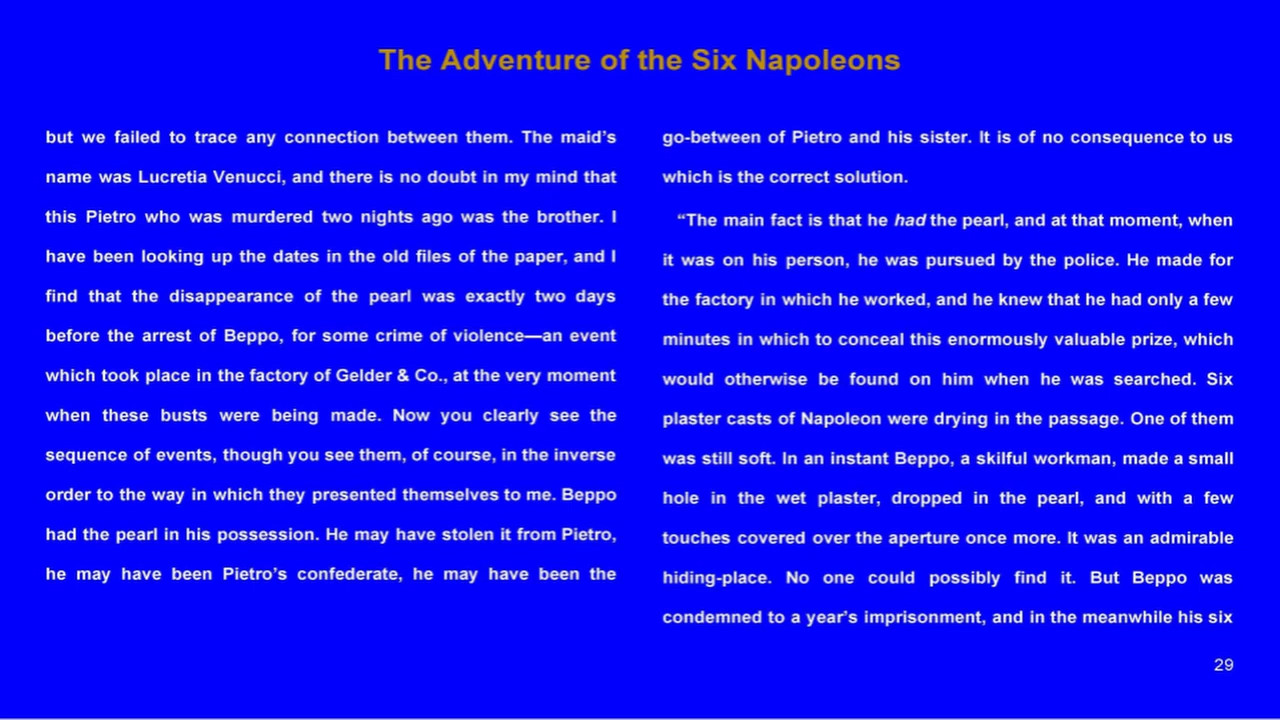 The Adventure of the Six Napoleons
but we failed to trace any connection between them. The maid’s
name was Lucretia Venucci, and there is no doubt in my mind that
this Pietro who was murdered two nights ago was the brother. I
have been looking up the dates in the old files of the paper, and I
find that the disappearance of the pearl was exactly two days
before the arrest of Beppo, for some crime of violence—an event
which took place in the factory of Gelder & Co., at the very moment
when these busts were being made. Now you clearly see the
sequence of events, though you see them, of course, in the inverse
order to the way in which they presented themselves to me. Beppo
had the pearl in his possession. He may have stolen it from Pietro,
he may have been Pietro’s confederate, he may have been the
go-between of Pietro and his sister. It is of no consequence to us
which is the correct solution.
“The main fact is that he had the pearl, and at that moment, when
it was on his person, he was pursued by the police. He made for
the factory in which he worked, and he knew that he had only a few
minutes in which to conceal this enormously valuable prize, which
would otherwise be found on him when he was searched. Six
plaster casts of Napoleon were drying in the passage. One of them
was still soft. In an instant Beppo, a skilful workman, made a small
hole in the wet plaster, dropped in the pearl, and with a few
touches covered over the aperture once more. It was an admirable
hiding-place. No one could possibly find it. But Beppo was
condemned to a year’s imprisonment, and in the meanwhile his six
29